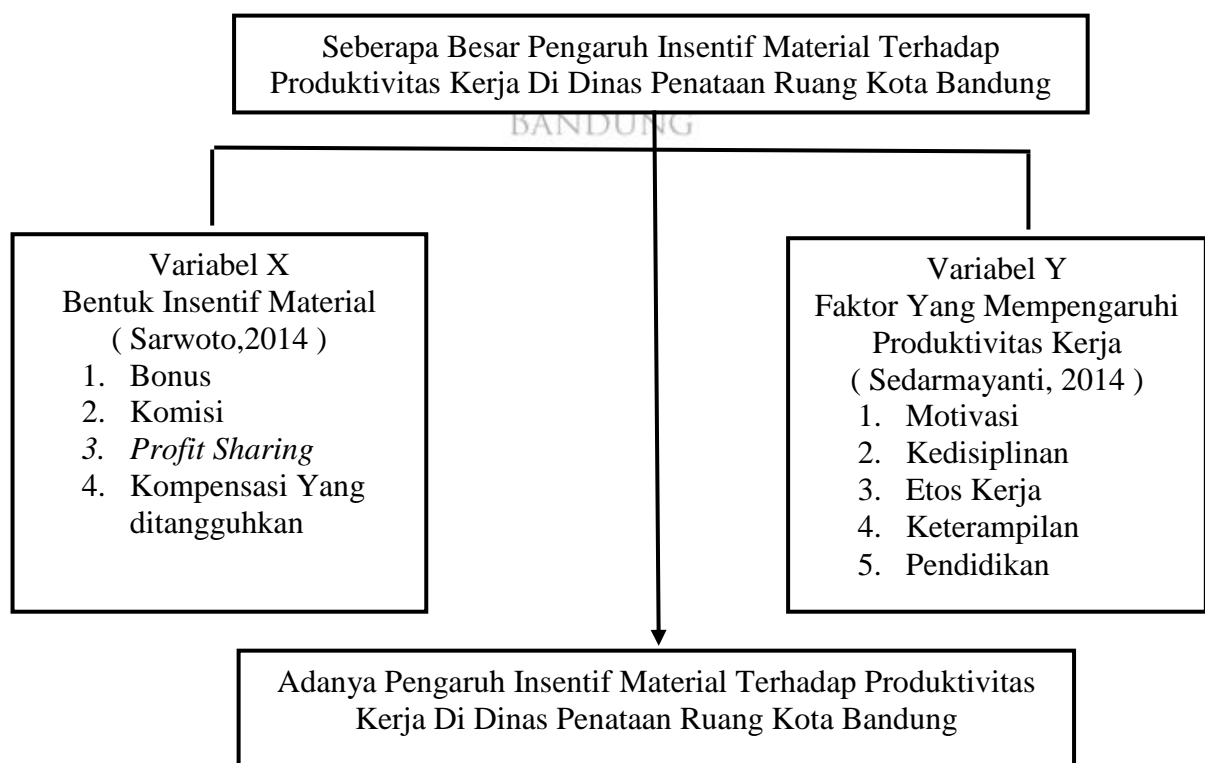 Seberapa Besar Pengaruh Insentif Material Terhadap
Produktivitas Kerja Di Dinas Penataan Ruang Kota Bandung
BANDUNG
Variabel X
Bentuk Insentif Material
( Sarwoto,2014 )
1. Bonus
2. Komisi
3. Profit Sharing
4. Kompensasi Yang
ditangguhkan
Variabel Y
Faktor Yang Mempengaruhi
Produktivitas Kerja
( Sedarmayanti, 2014 )
1. Motivasi
2. Kedisiplinan
3. Etos Kerja
4. Keterampilan
5. Pendidikan
Adanya Pengaruh Insentif Material Terhadap Produktivitas
Kerja Di Dinas Penataan Ruang Kota Bandung